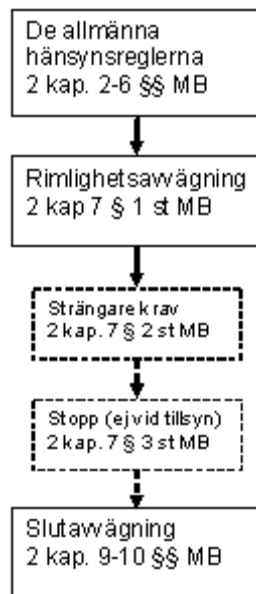 De allmänna
hänsynsreglerna
2 kap. 2-6 §§ MB
Rimlighetsavvägning
2 kap 7 § 1 st MB
Strängare krav
2 kap. 7 § 2 st MB
Stopp (ej vid tillsyn)
2 kap. 7 § 3 st MB
Slutavvägning
2 kap. 9-10 §§ MB